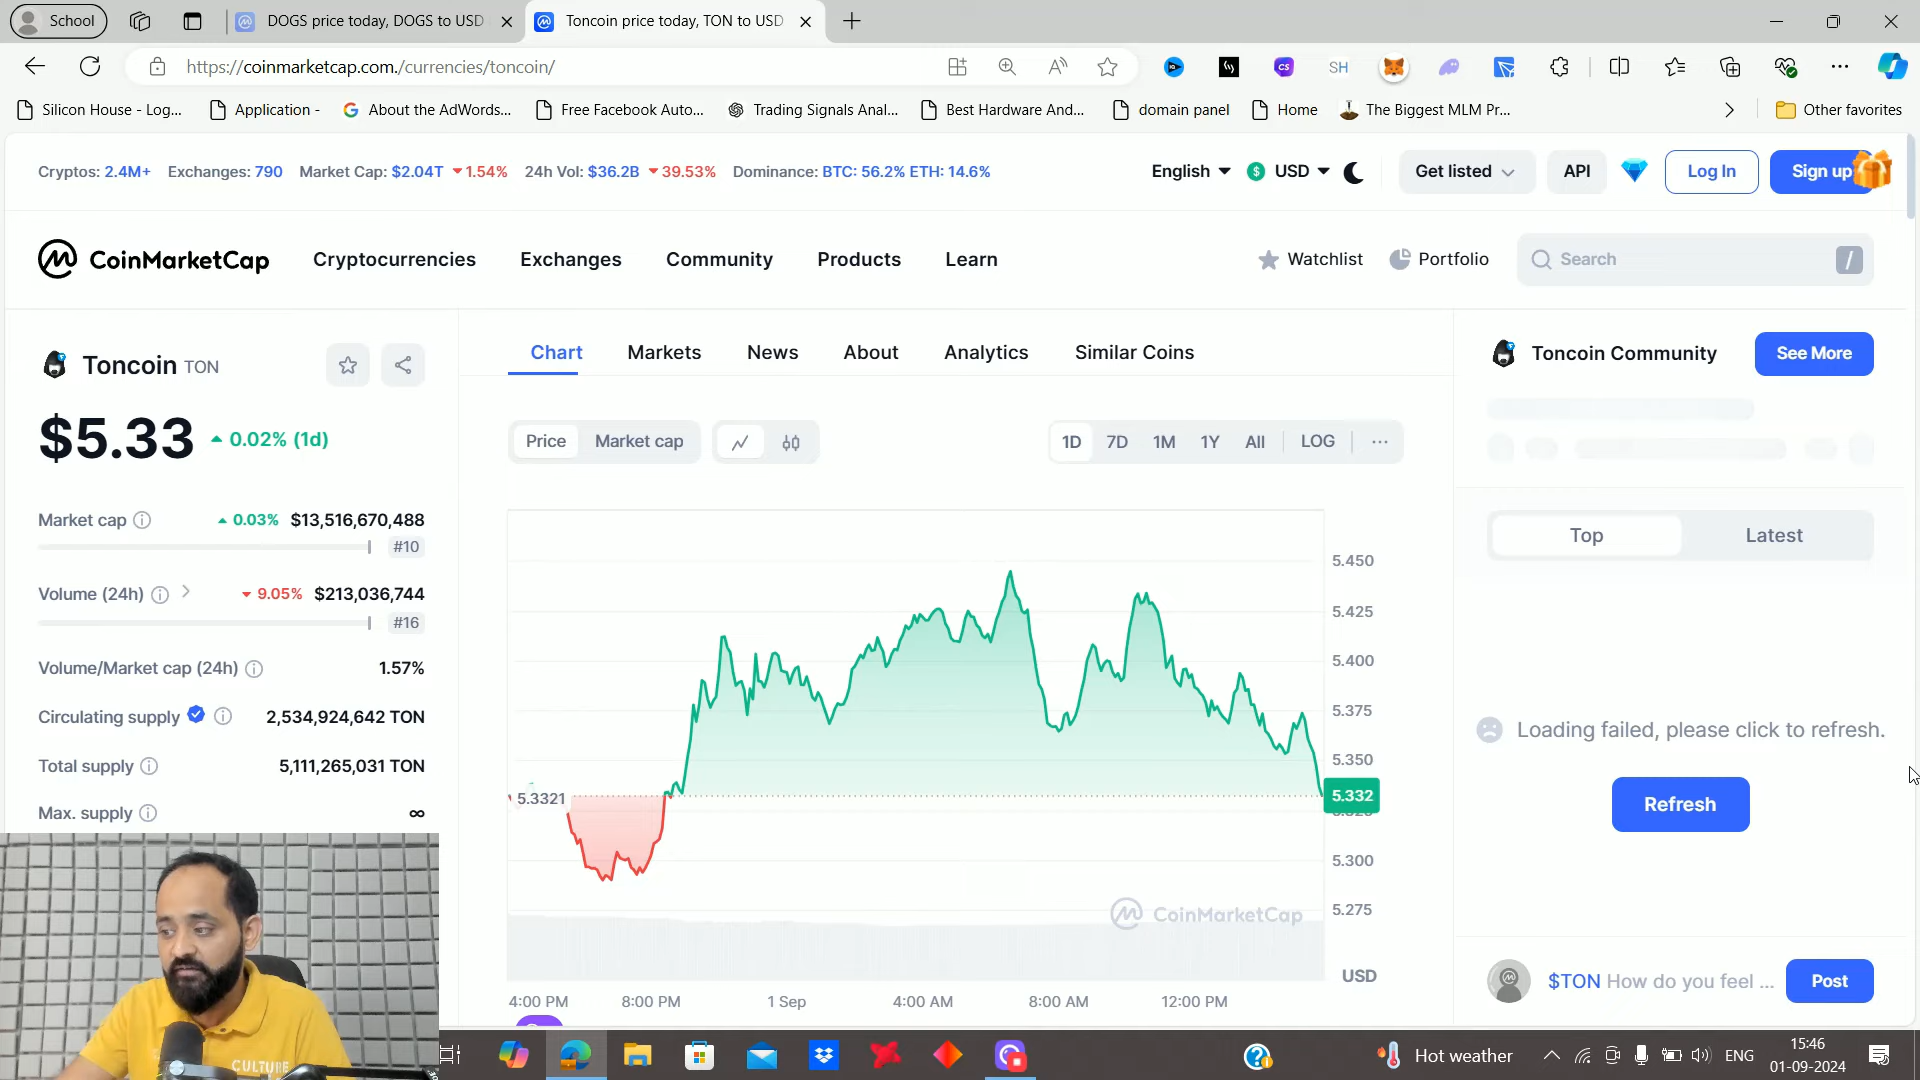 School
DOGS price today, DOGS to USD
Toncoin price today, TON to USD
https://coinmarketcap.com./currencies/toncoin/
SH
Silicon House - Log...
Application -
About the AdWords...
Free Facebook Auto...
Trading Signals Anal...
Best Hardware And...
domain panel
Home
The Biggest MLM Pr...
Other favorites
Cryptos: 2.4M+ Exchanges: 790 Market Cap: $2.04T 1.54% 24h Vol: $36.2B 39.53% Dominance: BTC: 56.2% ETH: 14.6%
English
USD
Get listed
API
Log In
Sign up
CoinMarketCap
Cryptocurrencies
Exchanges
Community
Products
Learn
Watchlist
Portfolio
Search
/
Toncoin TON
$5.33 0.02% (1d)
Market cap 0.03% $13,516,670,488
#10
Volume (24h) 9.05% $213,036,744
#16
Volume/Market cap (24h) 1.57%
Circulating supply 2,534,924,642 TON
Total supply 5,111,265,031 TON
Max. supply ∞
Chart
Markets
News
About
Analytics
Similar Coins
Price
Market cap
1D 7D 1M 1Y All LOG ...
5.450
5.425
5.400
5.375
5.350
5.3321
5.332
5.300
5.275
CoinMarketCap
USD
4:00 PM 8:00 PM 1 Sep 4:00 AM 8:00 AM 12:00 PM
Toncoin Community
See More
Top
Latest
Loading failed, please click to refresh.
Refresh
$TON How do you feel ...
Post
CULTURE
Hot weather
ENG
15:46
01-09-2024